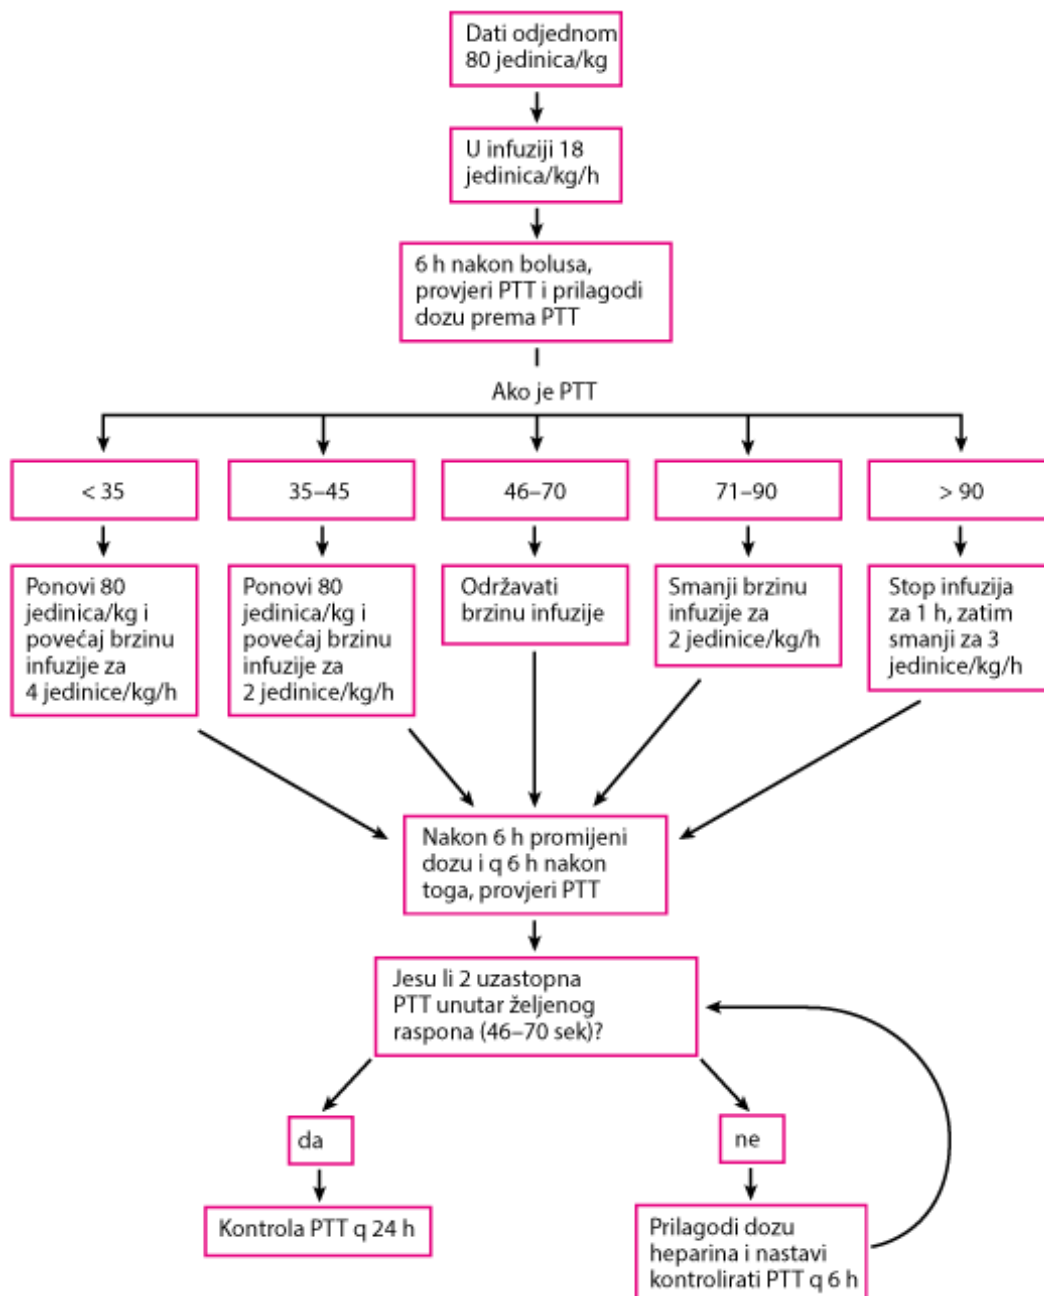 Dati odjednom
80 jedinica/kg
U infuziji 18
jedinica/kg/h
6 h nakon bolusa,
provjeri PTT i prilagodi
dozu prema PTT
Ako je PTT
< 35
35–45
46–70
71–90
> 90
Ponovi 80
jedinica/kg i
povećaj brzinu
infuzije za
4 jedinice/kg/h
Ponovi 80
jedinica/kg i
povećaj brzinu
infuzije za
2 jedinice/kg/h
Održavati
brzinu infuzije
Smanji brzinu
infuzije za
2 jedinice/kg/h
Stop infuzija
za 1 h, zatim
smanji za 3
jedinice/kg/h
Nakon 6 h promijeni
dozu i q 6 h nakon
toga, provjeri PTT
Jesu li 2 uzastopna
PTT unutar željenog
raspona (46–70 sek)?
da
ne
Kontrola PTT q 24 h
Prilagodi dozu
heparina i nastavi
kontrolirati PTT q 6 h